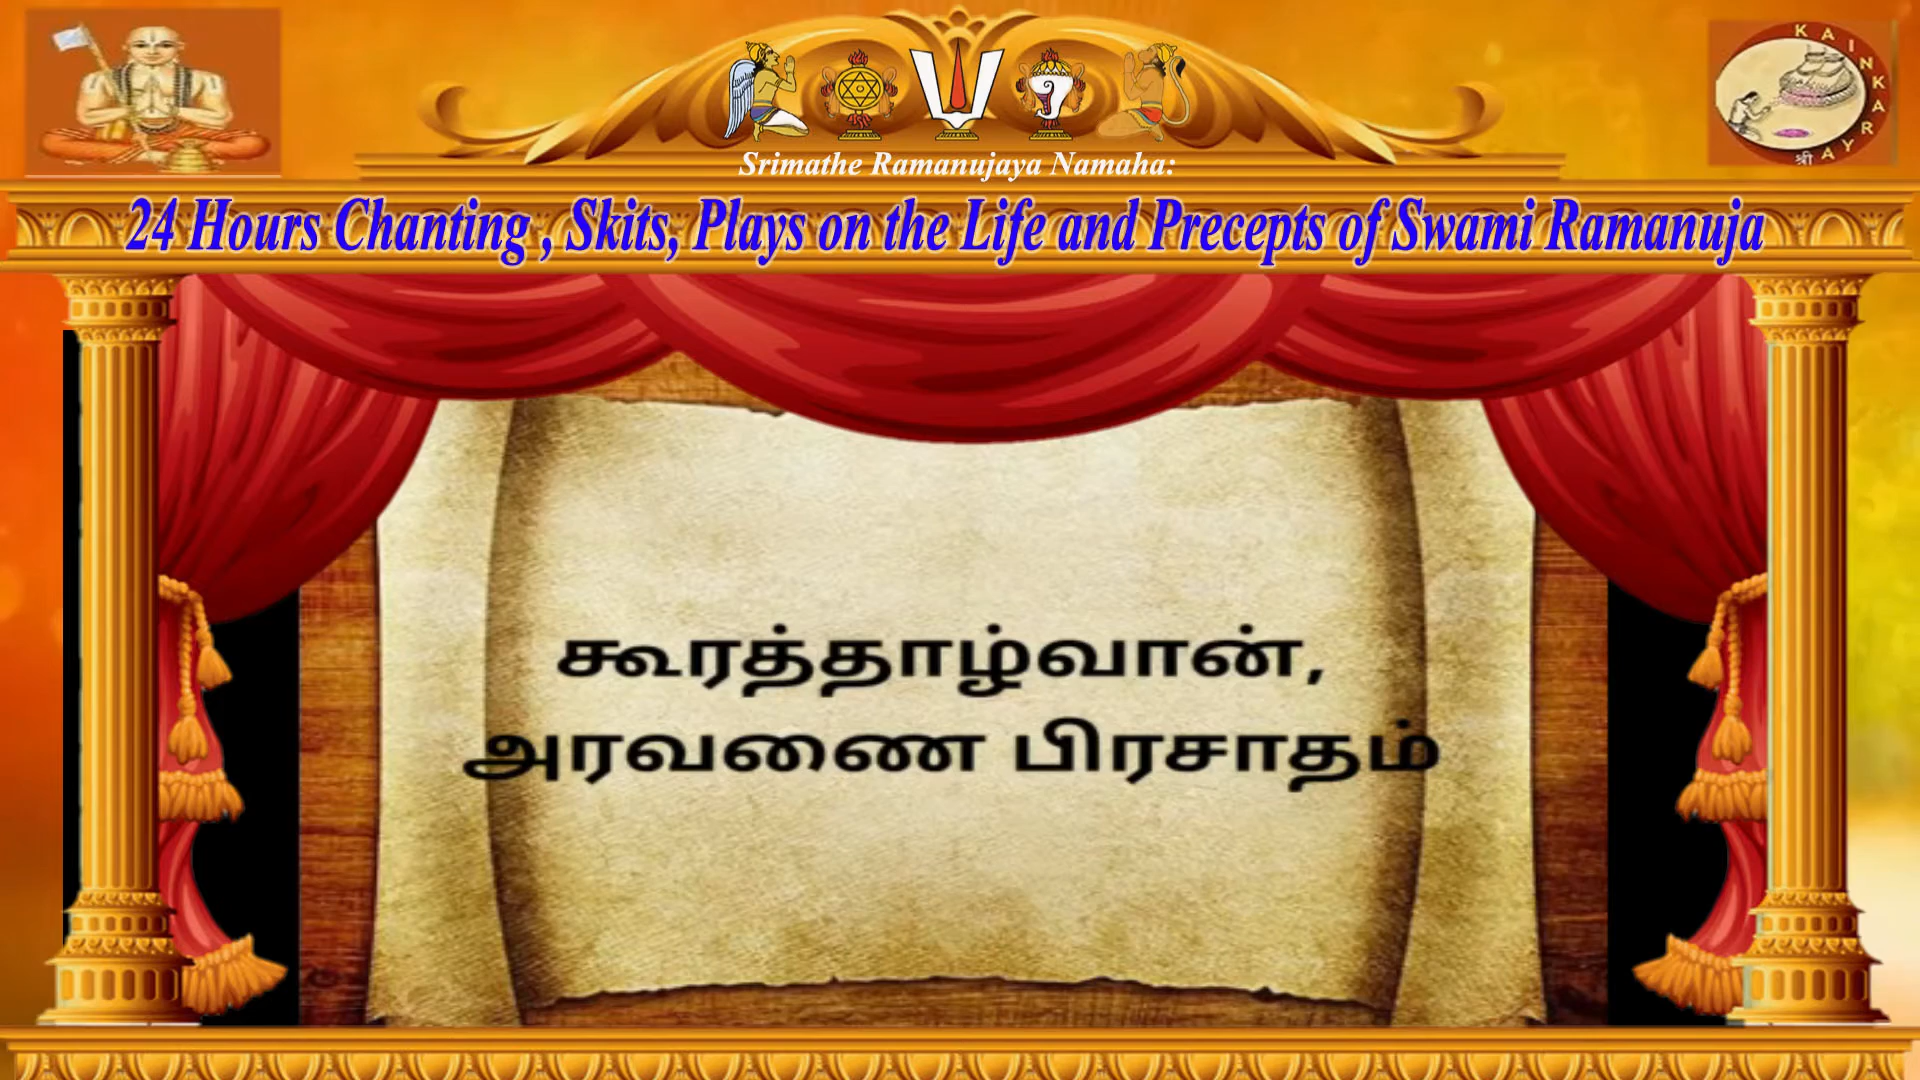 KAINKARYA
श्री
Srimathe Ramanujaya Namaha:
24 Hours Chanting , Skits, Plays on the Life and Precepts of Swami Ramanuja
கூரத்தாழ்வான்,
அரவணை பிரசாதம்